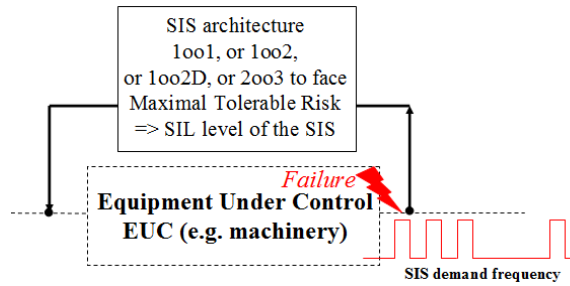 SIS architecture
1oo1, or 1oo2,
or 1oo2D, or 2oo3 to face
Maximal Tolerable Risk
=> SIL level of the SIS
Failure
Equipment Under Control
EUC (e.g. machinery)
SIS demand frequency